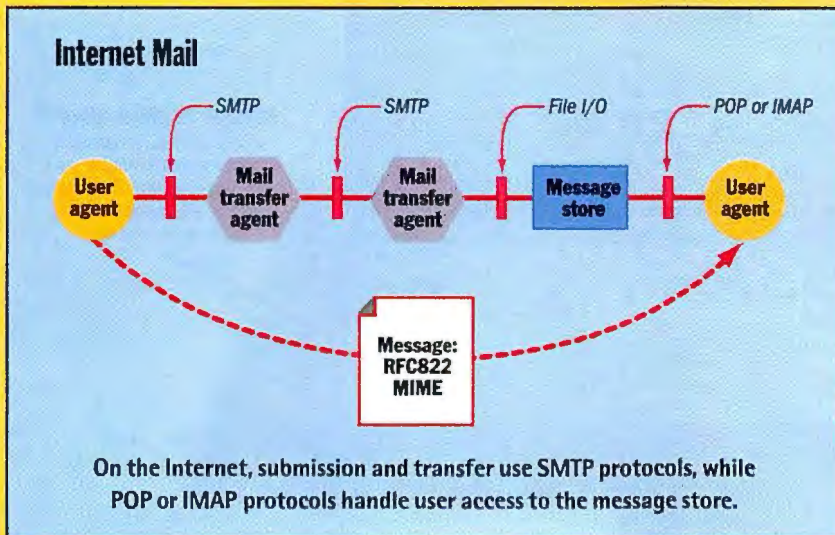 Internet Mail
SMTP
SMTP
File I/O
POP or IMAP
User
agent
Mail
transfer
agent
Mail
transfer
agent
Message
store
User
agent
Message:
RFC822
MIME
On the Internet, submission and transfer use SMTP protocols, while
POP or IMAP protocols handle user access to the message store.